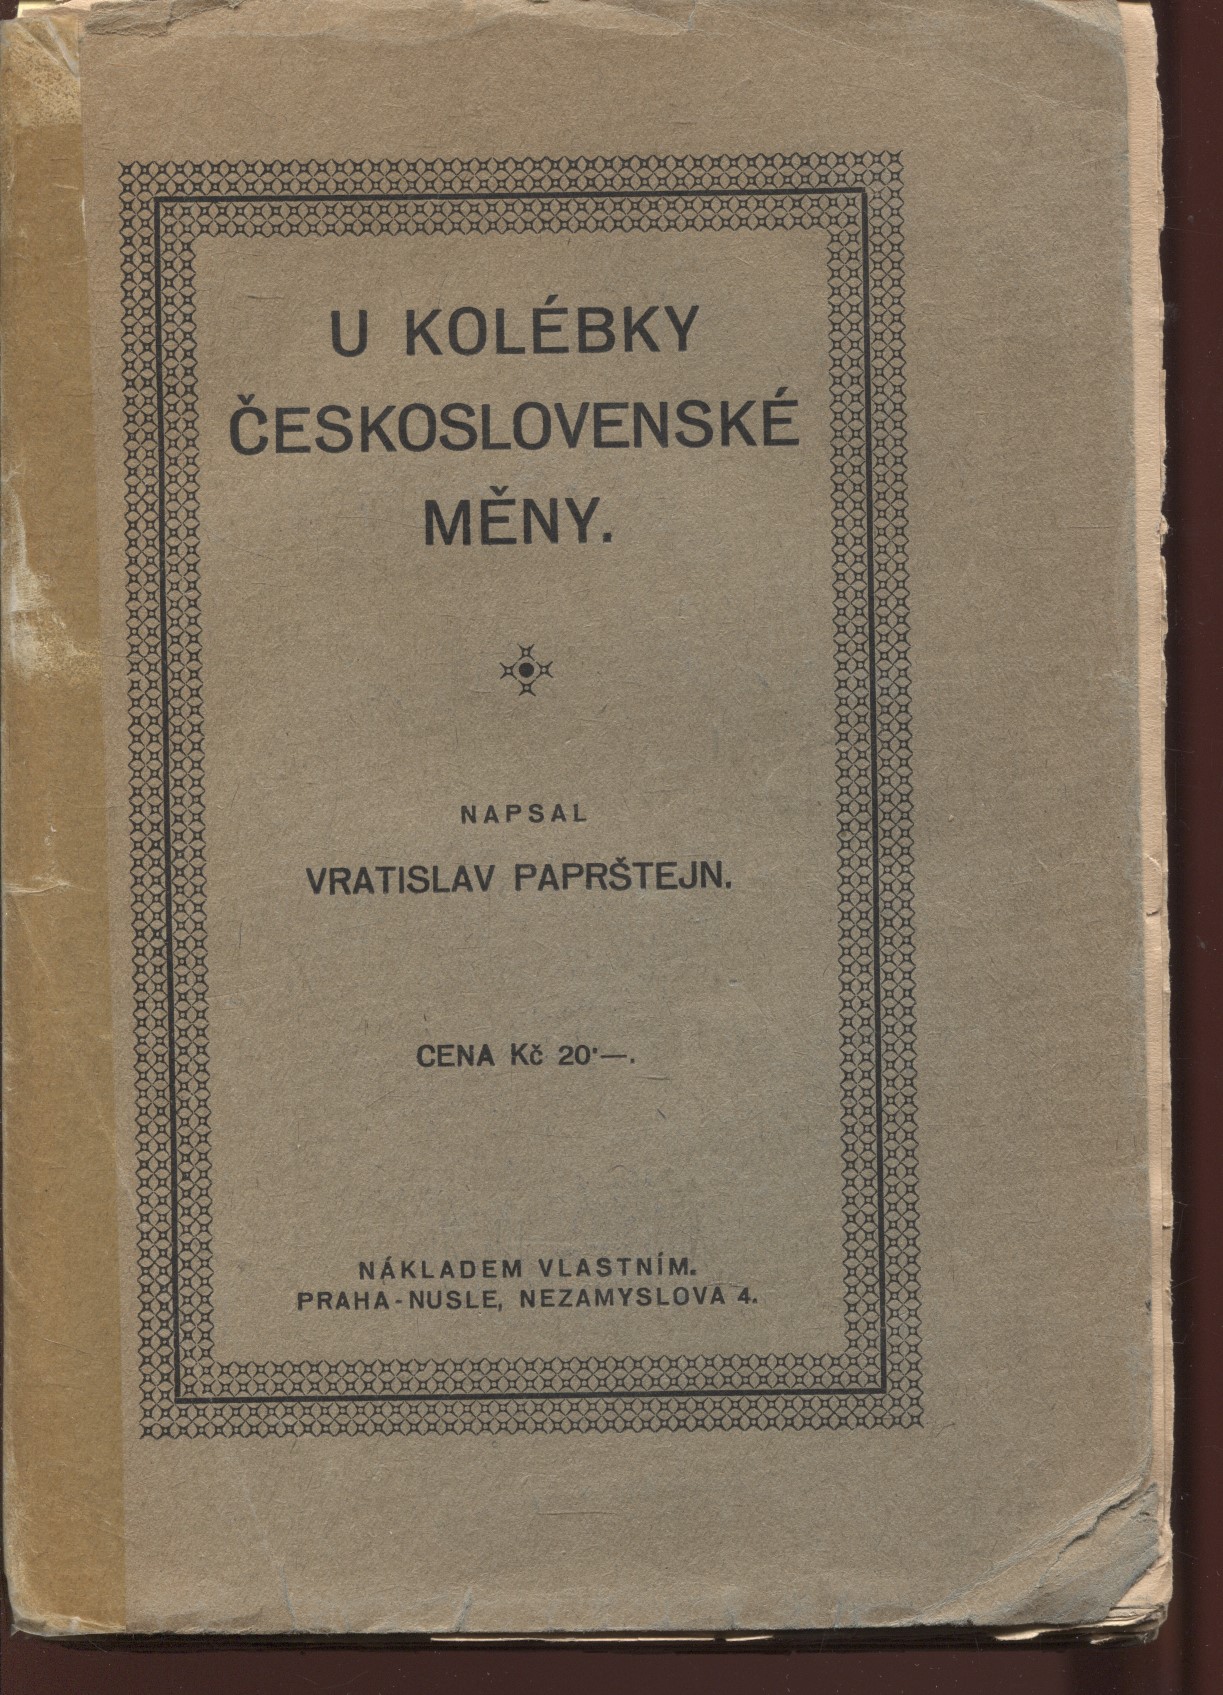 U KOLÉBKY
ČESKOSLOVENSKÉ
MĚNY.
NAPSAL
VRATISLAV PAPRŠTEJN.
CENA Kč 20·—.
NÁKLADEM VLASTNÍM.
PRAHA-NUSLE, NEZAMYSLOVA 4.